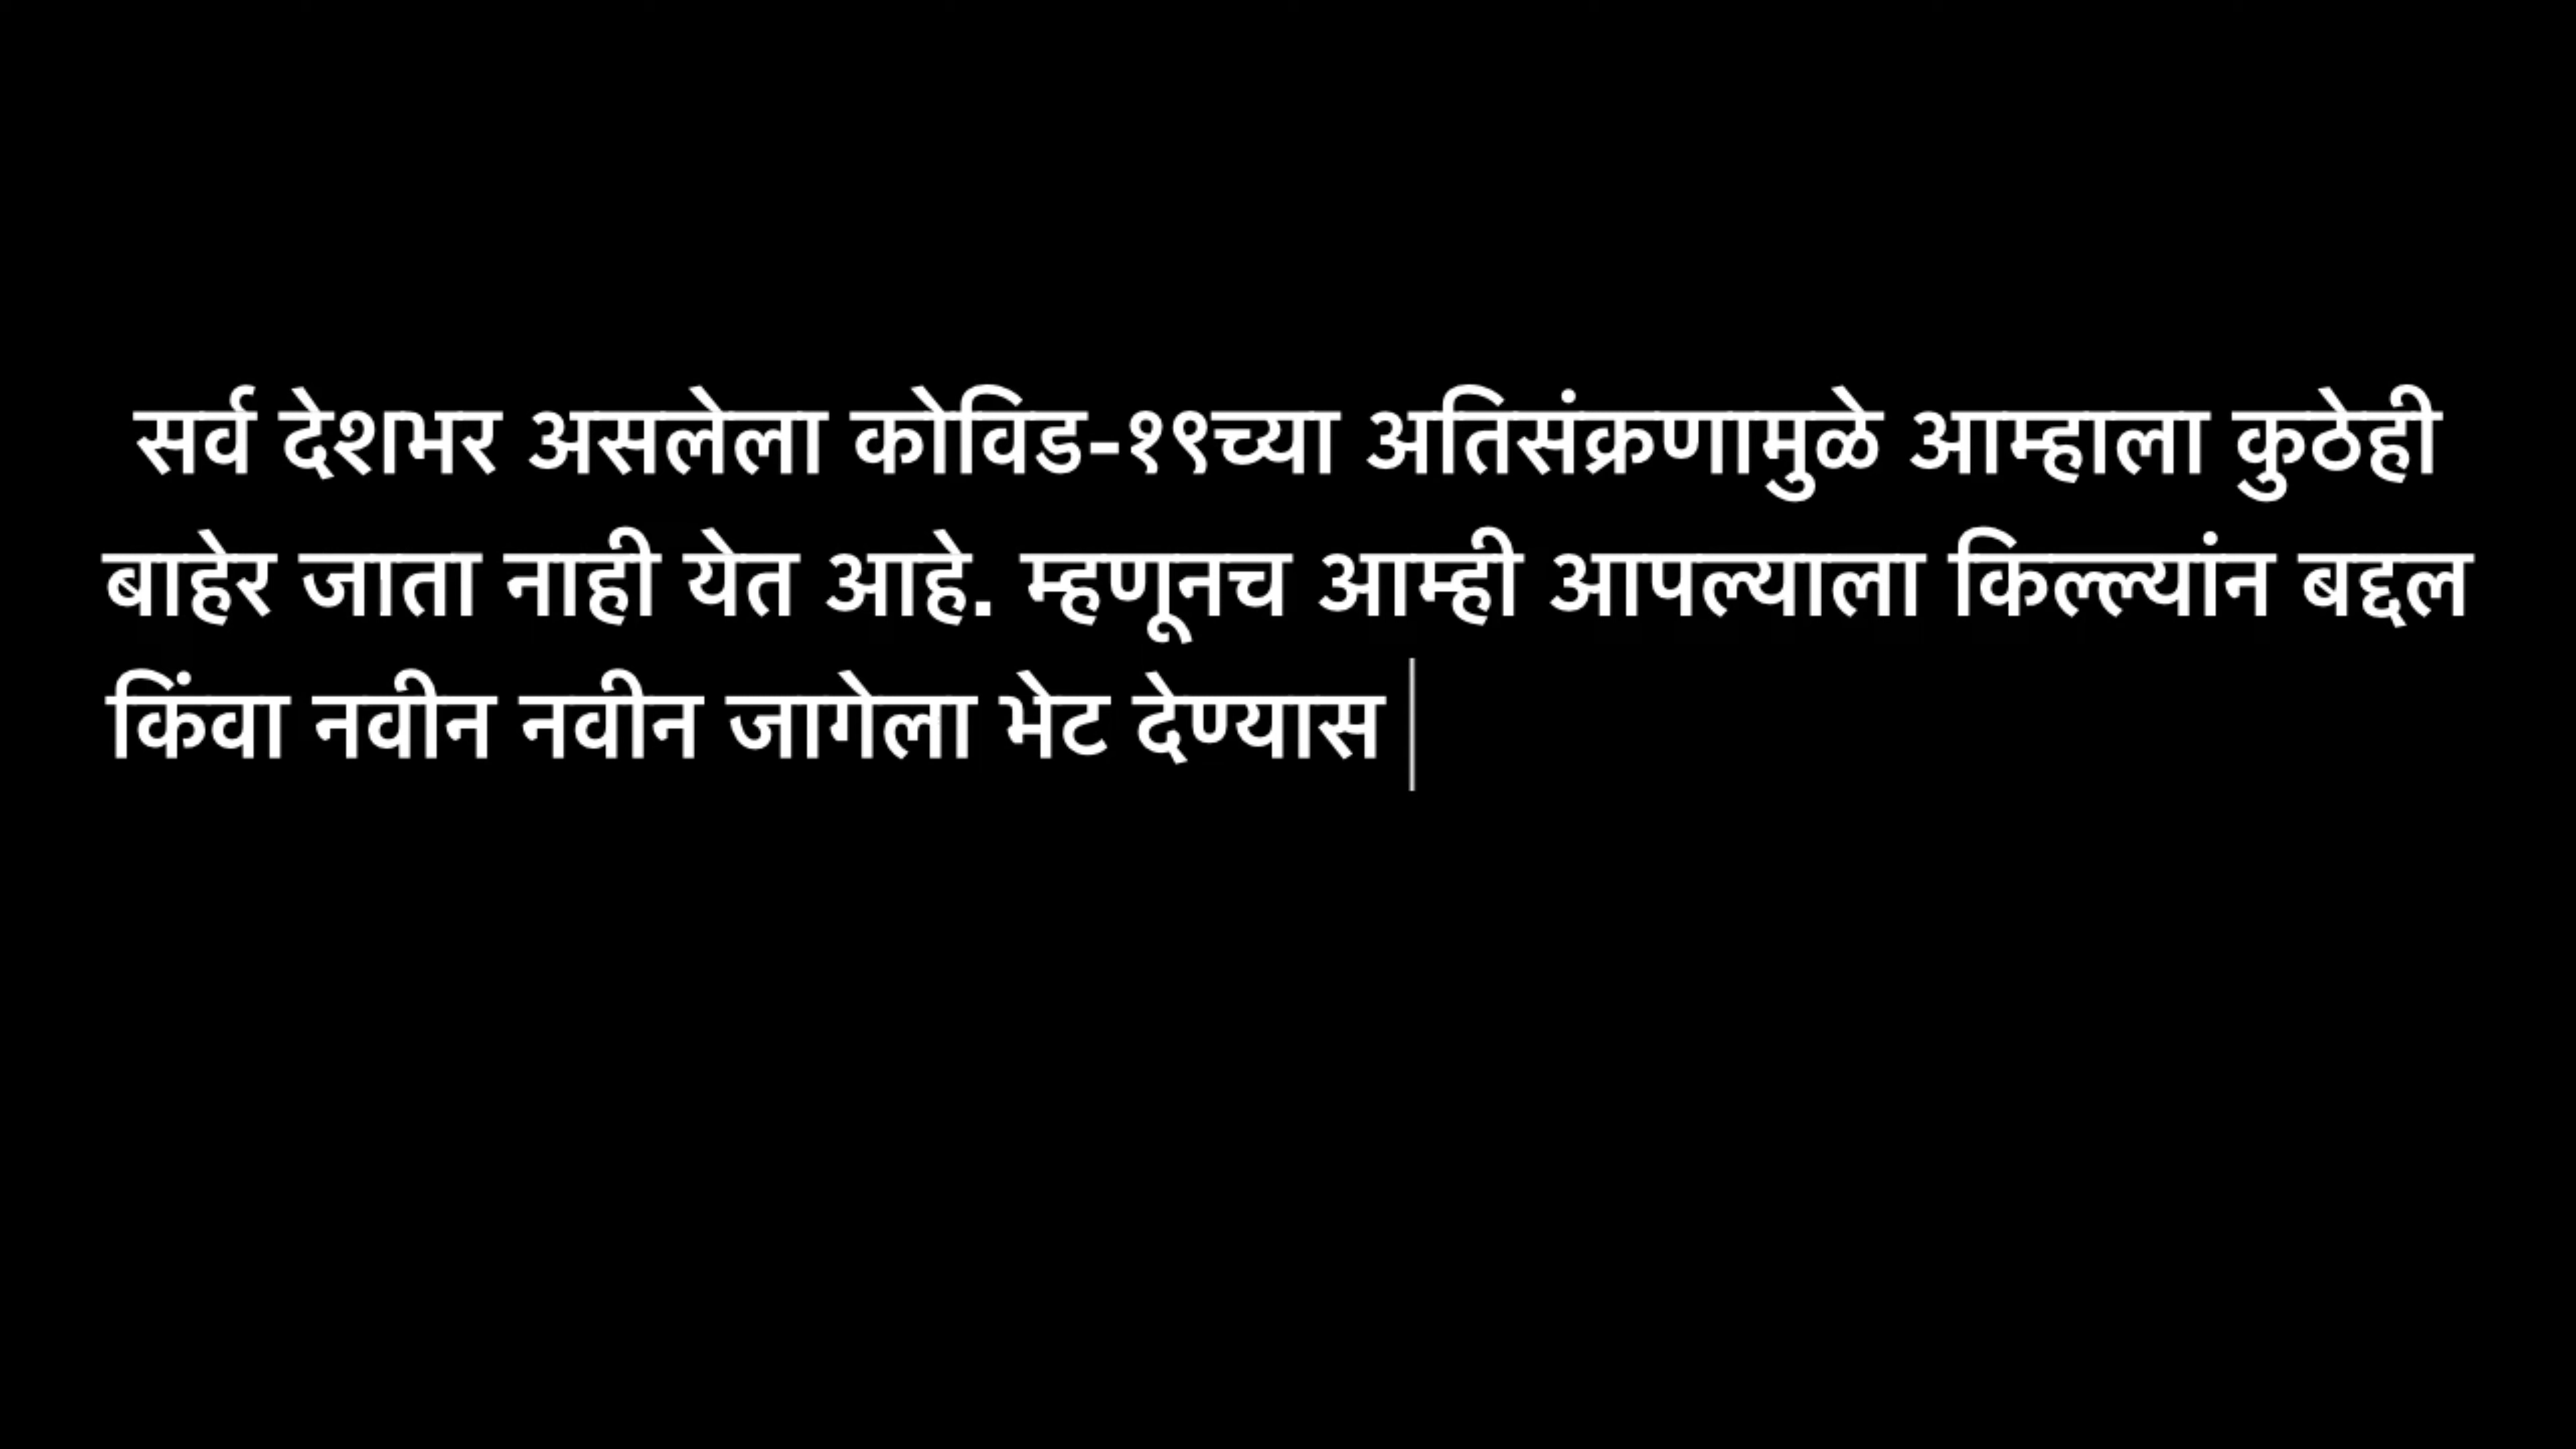 सर्व देशभर असलेला कोविड-१९च्या अतिसंक्रणामुळे आम्हाला कुठेही
बाहेर जाता नाही येत आहे. म्हणूनच आम्ही आपल्याला किल्ल्यांन बद्दल
किंवा नवीन नवीन जागेला भेट देण्यास